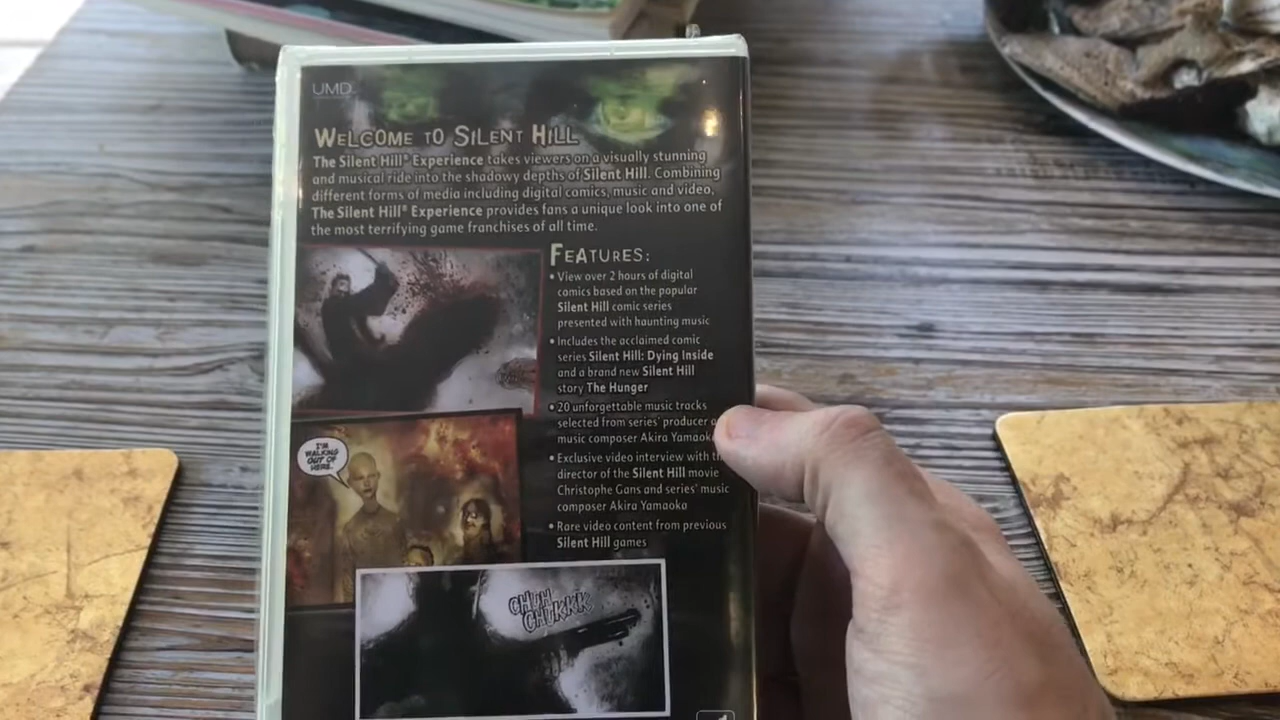 UMD
WELCOME TO SILENT HILL
The Silent Hill® Experience takes viewers on a visually stunning
and musical ride into the shadowy depths of Silent Hill. Combining
different forms of media including digital comics, music and video,
The Silent Hill® Experience provides fans a unique look into one of
the most terrifying game franchises of all time.
FEATURES:
• View over 2 hours of digital
comics based on the popular
Silent Hill comic series
presented with haunting music
• Includes the acclaimed comic
series Silent Hill: Dying Inside
and a brand new Silent Hill
story The Hunger
• 20 unforgettable music tracks
selected from series' producer
music composer Akira Yamaok
• Exclusive video interview with
director of the Silent Hill movie
Christophe Gans and series' music
composer Akira Yamaoka
• Rare video content from previous
Silent Hill games
I'M
WALKING
OUT OF
HERE.
CHUH
CHUKKK